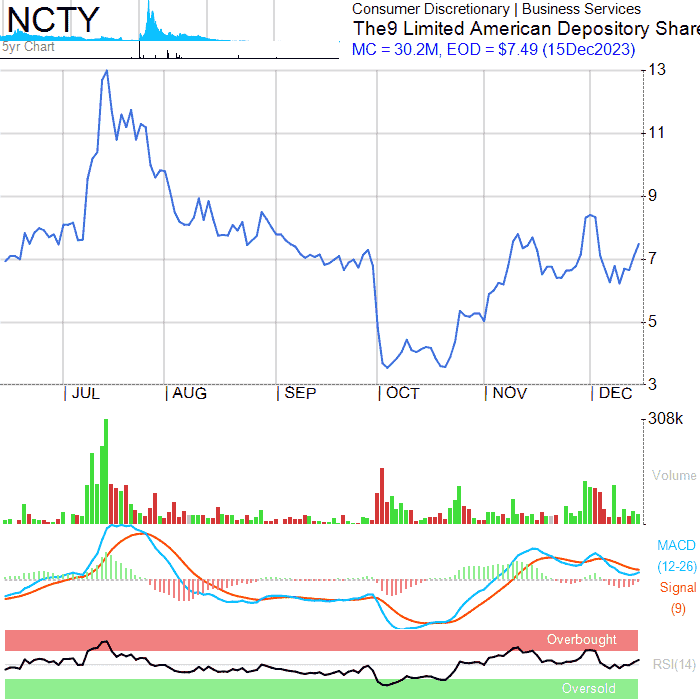 NCTY
5yr Chart
Consumer Discretionary | Business Services
The9 Limited American Depository Share
MC = 30.2M, EOD = $7.49 (15Dec2023)
13
11
9
7
5
3
JUL AUG SEP OCT NOV DEC
308k
Volume
MACD
(12-26)
Signal
(9)
Overbought
RSI(14)
Oversold